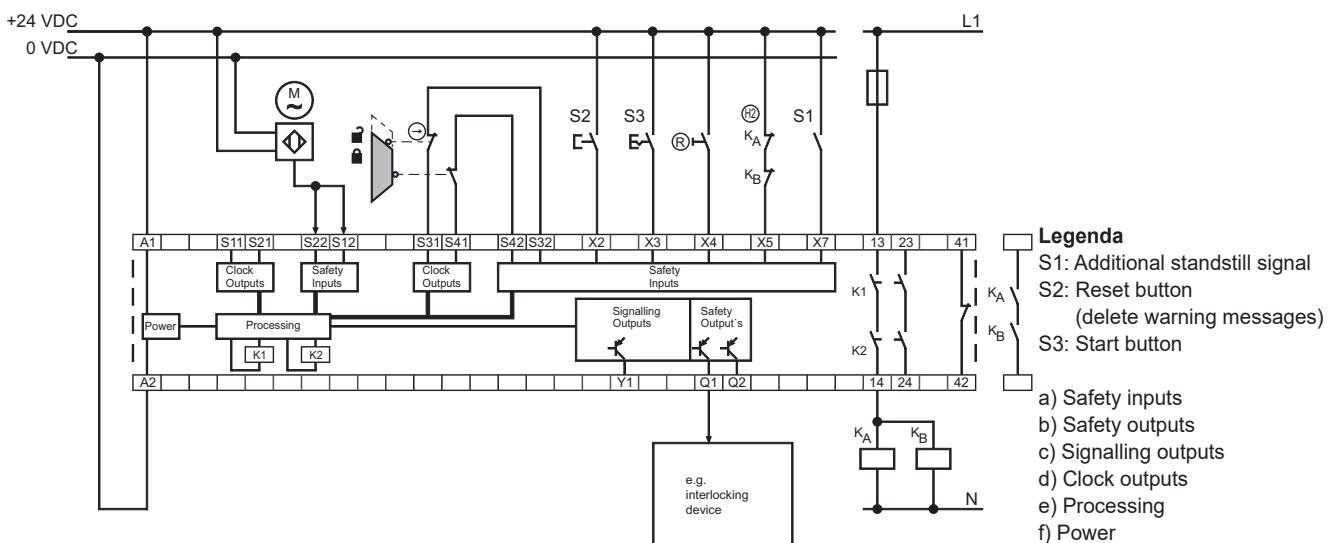 +24 VDC
L1
0 VDC
M
~
S2
S3
H2
S1
KA
R
KB
A1 S11 S21 S22 S12 S31 S41 S42 S32 X2 X3 X4 X5 X7 13 23 41
Clock Outputs
Safety Inputs
Clock Outputs
Safety Inputs
K1
Power
Processing
Signalling Outputs
Safety Output`s
K1
K2
K2
KA
KB
A2 Y1 Q1 Q2 14 24 42
KA
KB
e.g.
interlocking
device
N
Legenda
S1: Additional standstill signal
S2: Reset button
(delete warning messages)
S3: Start button
a) Safety inputs
b) Safety outputs
c) Signalling outputs
d) Clock outputs
e) Processing
f) Power